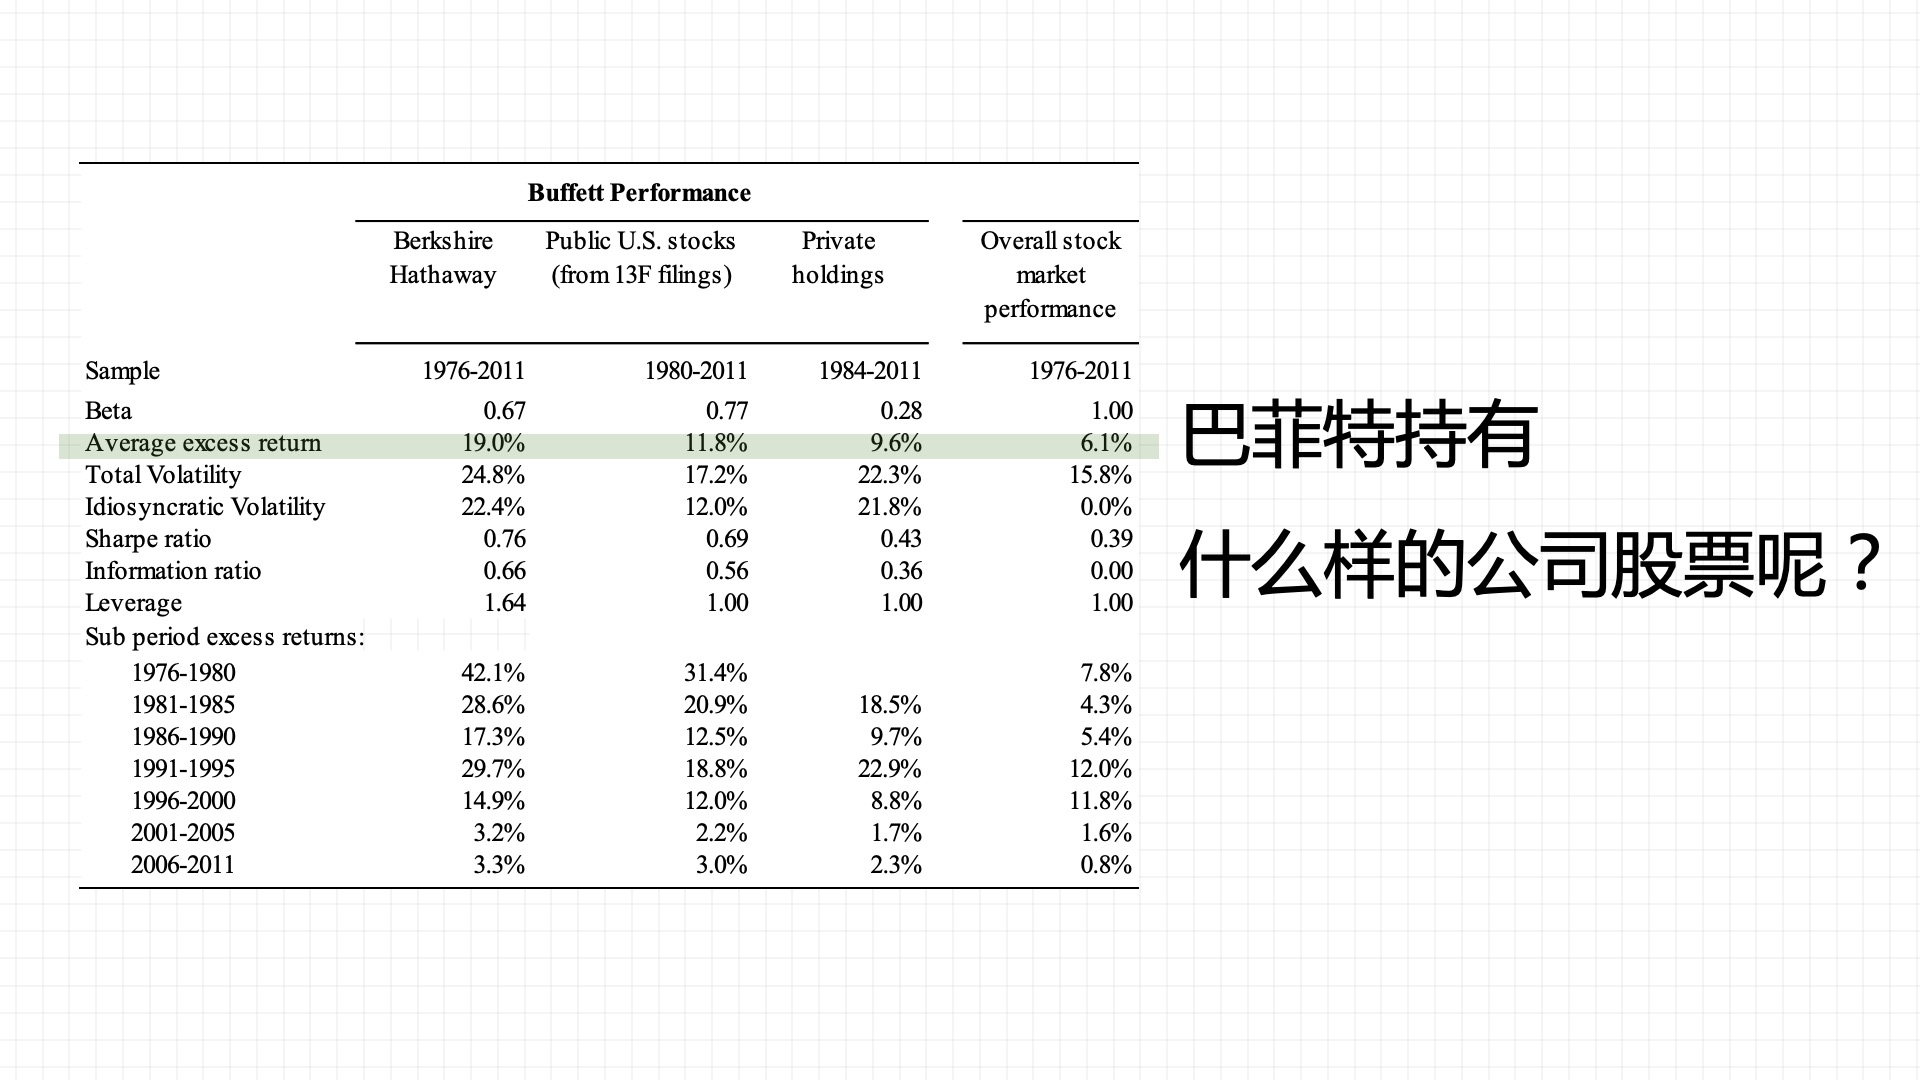 Buffett Performance
Berkshire Hathaway Public U.S. stocks (from 13F filings) Private holdings Overall stock market performance
Sample 1976-2011 1980-2011 1984-2011 1976-2011
Beta 0.67 0.77 0.28 1.00
Average excess return 19.0% 11.8% 9.6% 6.1%
Total Volatility 24.8% 17.2% 22.3% 15.8%
Idiosyncratic Volatility 22.4% 12.0% 21.8% 0.0%
Sharpe ratio 0.76 0.69 0.43 0.39
Information ratio 0.66 0.56 0.36 0.00
Leverage 1.64 1.00 1.00 1.00
Sub period excess returns:
1976-1980 42.1% 31.4% 7.8%
1981-1985 28.6% 20.9% 18.5% 4.3%
1986-1990 17.3% 12.5% 9.7% 5.4%
1991-1995 29.7% 18.8% 22.9% 12.0%
1996-2000 14.9% 12.0% 8.8% 11.8%
2001-2005 3.2% 2.2% 1.7% 1.6%
2006-2011 3.3% 3.0% 2.3% 0.8%
巴菲特持有
什么样的公司股票呢？